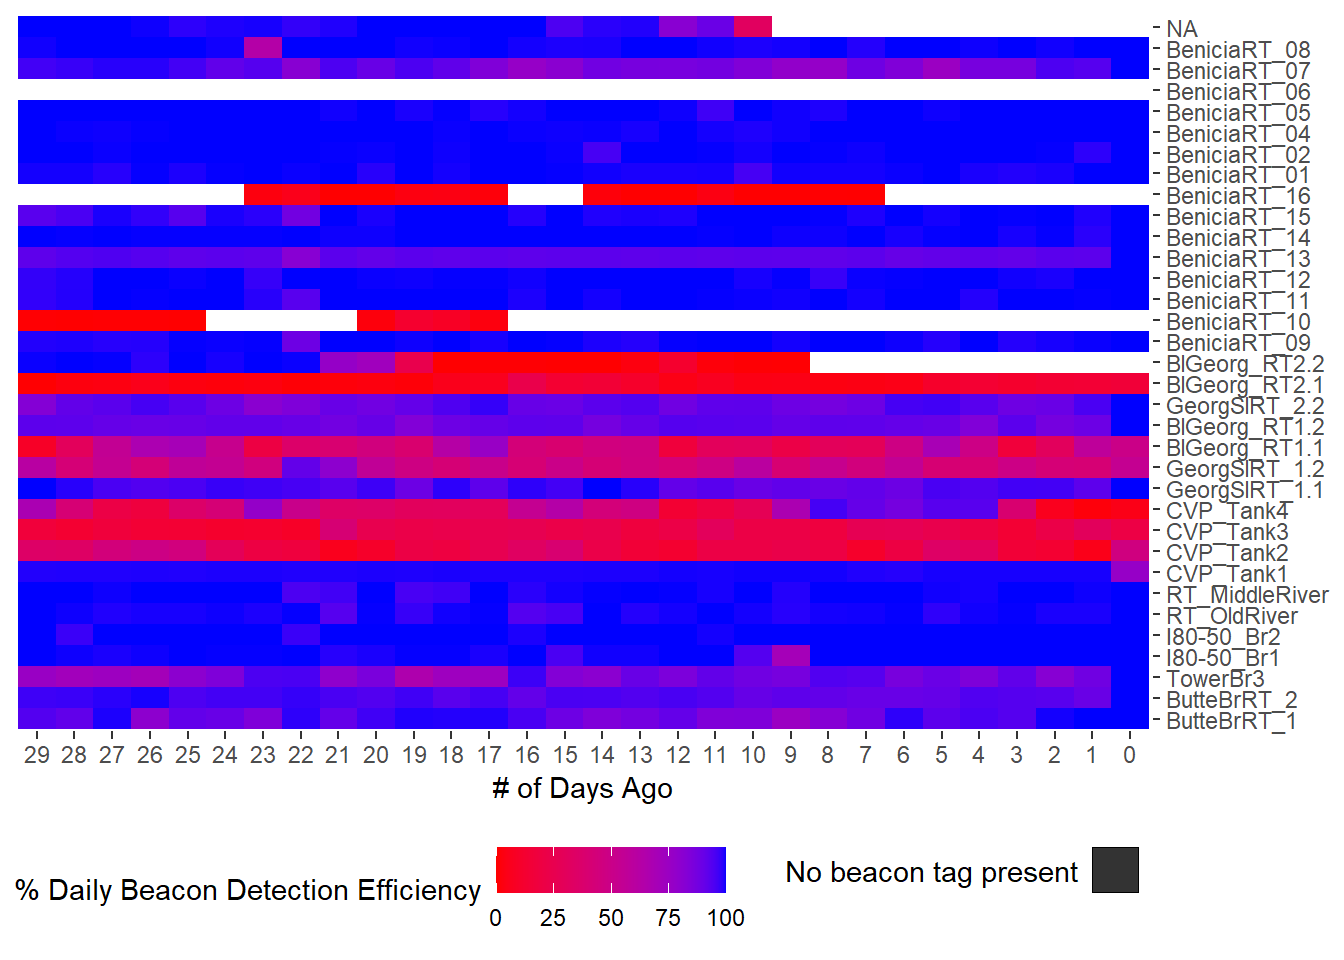 NA
BeniciaRT_08
BeniciaRT_07
BeniciaRT_06
BeniciaRT_05
BeniciaRT_04
BeniciaRT_02
BeniciaRT_01
BeniciaRT_16
BeniciaRT_15
BeniciaRT_14
BeniciaRT_13
BeniciaRT_12
BeniciaRT_11
BeniciaRT_10
BeniciaRT_09
BlGeorg_RT2.2
BlGeorg_RT2.1
GeorgSlRT_2.2
BlGeorg_RT1.2
BlGeorg_RT1.1
GeorgSlRT_1.2
GeorgSlRT_1.1
CVP_Tank4
CVP_Tank3
CVP_Tank2
CVP_Tank1
RT_MiddleRiver
RT_OldRiver
I80-50_Br2
I80-50_Br1
TowerBr3
ButteBrRT_2
ButteBrRT_1
29 28 27 26 25 24 23 22 21 20 19 18 17 16 15 14 13 12 11 10 9 8 7 6 5 4 3 2 1 0
# of Days Ago
% Daily Beacon Detection Efficiency
0 25 50 75 100
No beacon tag present